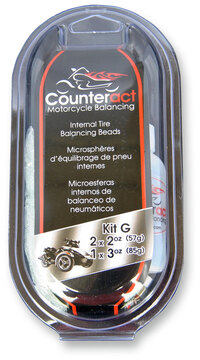 Counteract
Motorcycle Balancing
Internal Tire
Balancing Beads
Microsphères
d'équilibrage de pneu
internes
Microesferas
internos de
balanceo de
neumáticos
Kit G
2 x 2oz (57g)
1 x 3oz (85g)